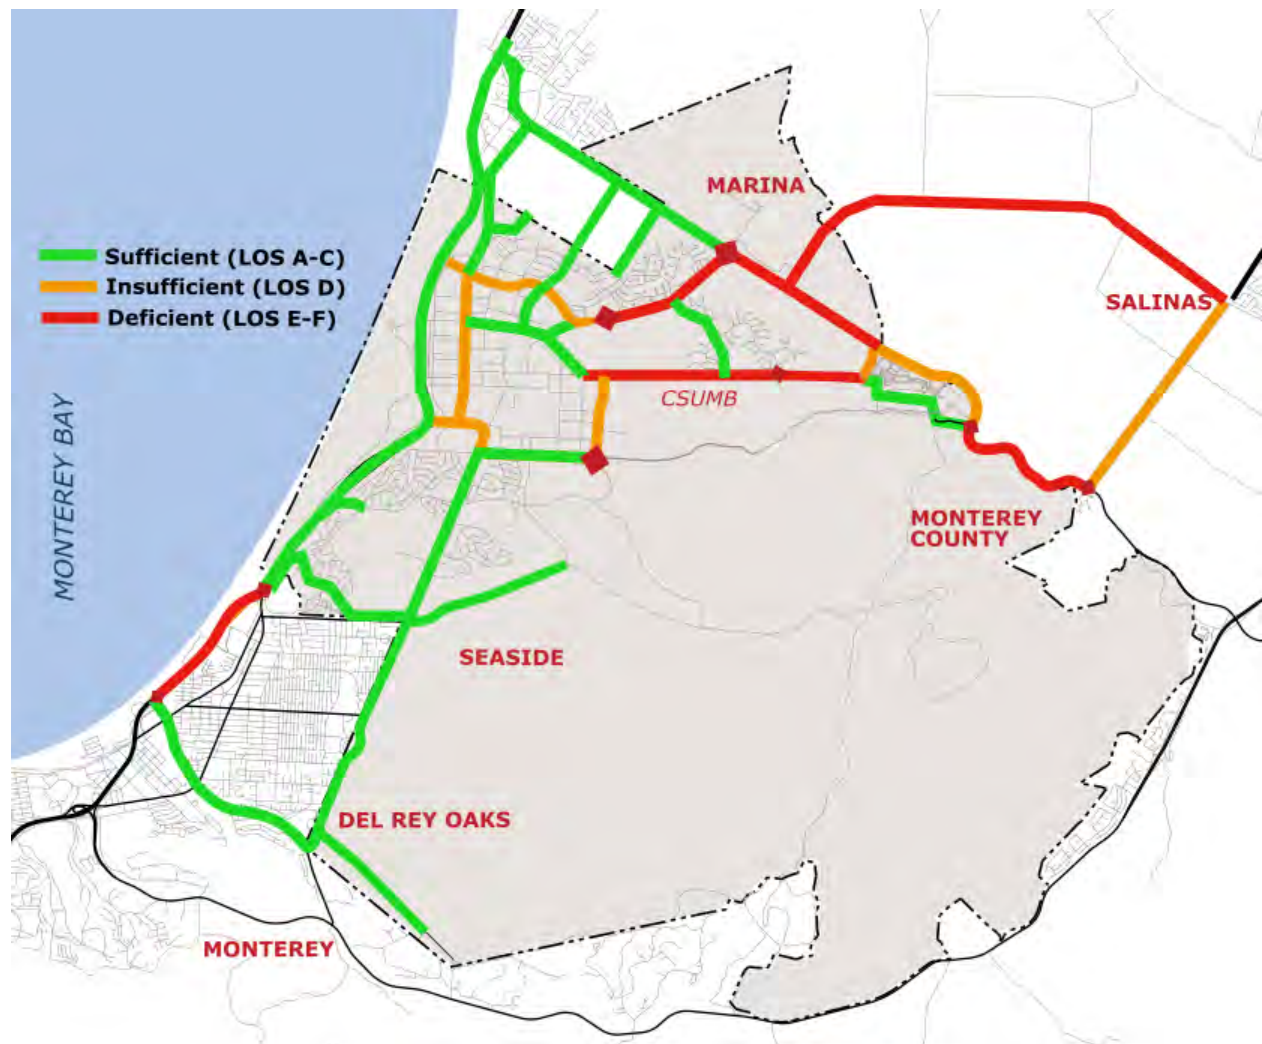 MARINA
Sufficient (LOS A-C)
Insufficient (LOS D)
Deficient (LOS E-F)
SALINAS
CSUMB
MONTEREY BAY
MONTEREY
COUNTY
SEASIDE
DEL REY OAKS
MONTEREY